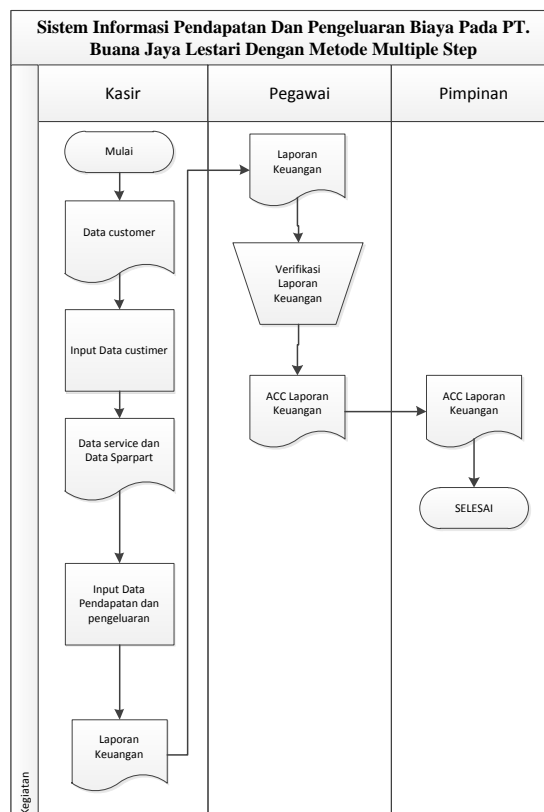 Sistem Informasi Pendapatan Dan Pengeluaran Biaya Pada PT.
Buana Jaya Lestari Dengan Metode Multiple Step
Kasir
Pegawai
Pimpinan
Mulai
Data customer
Input Data custimer
Data service dan
Data Sparpart
Input Data
Pendapatan dan
pengeluaran
Laporan
Keuangan
Laporan
Keuangan
Verifikasi
Laporan
Keuangan
ACC Laporan
Keuangan
ACC Laporan
Keuangan
SELESAI
Kegiatan